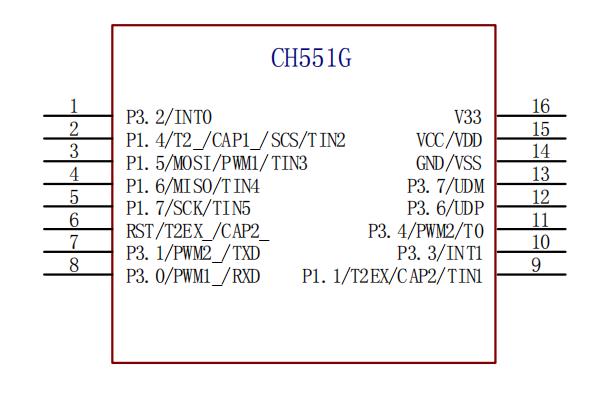 CH551G
1 P3.2/INT0 V33 16
2 P1.4/T2_/CAP1_/SCS/TIN2 VCC/VDD 15
3 P1.5/MOSI/PWM1/TIN3 GND/VSS 14
4 P1.6/MISO/TIN4 P3.7/UDM 13
5 P1.7/SCK/TIN5 P3.6/UDP 12
6 RST/T2EX_/CAP2_ P3.4/PWM2/T0 11
7 P3.1/PWM2_/TXD P3.3/INT1 10
8 P3.0/PWM1_/RXD P1.1/T2EX/CAP2/TIN1 9